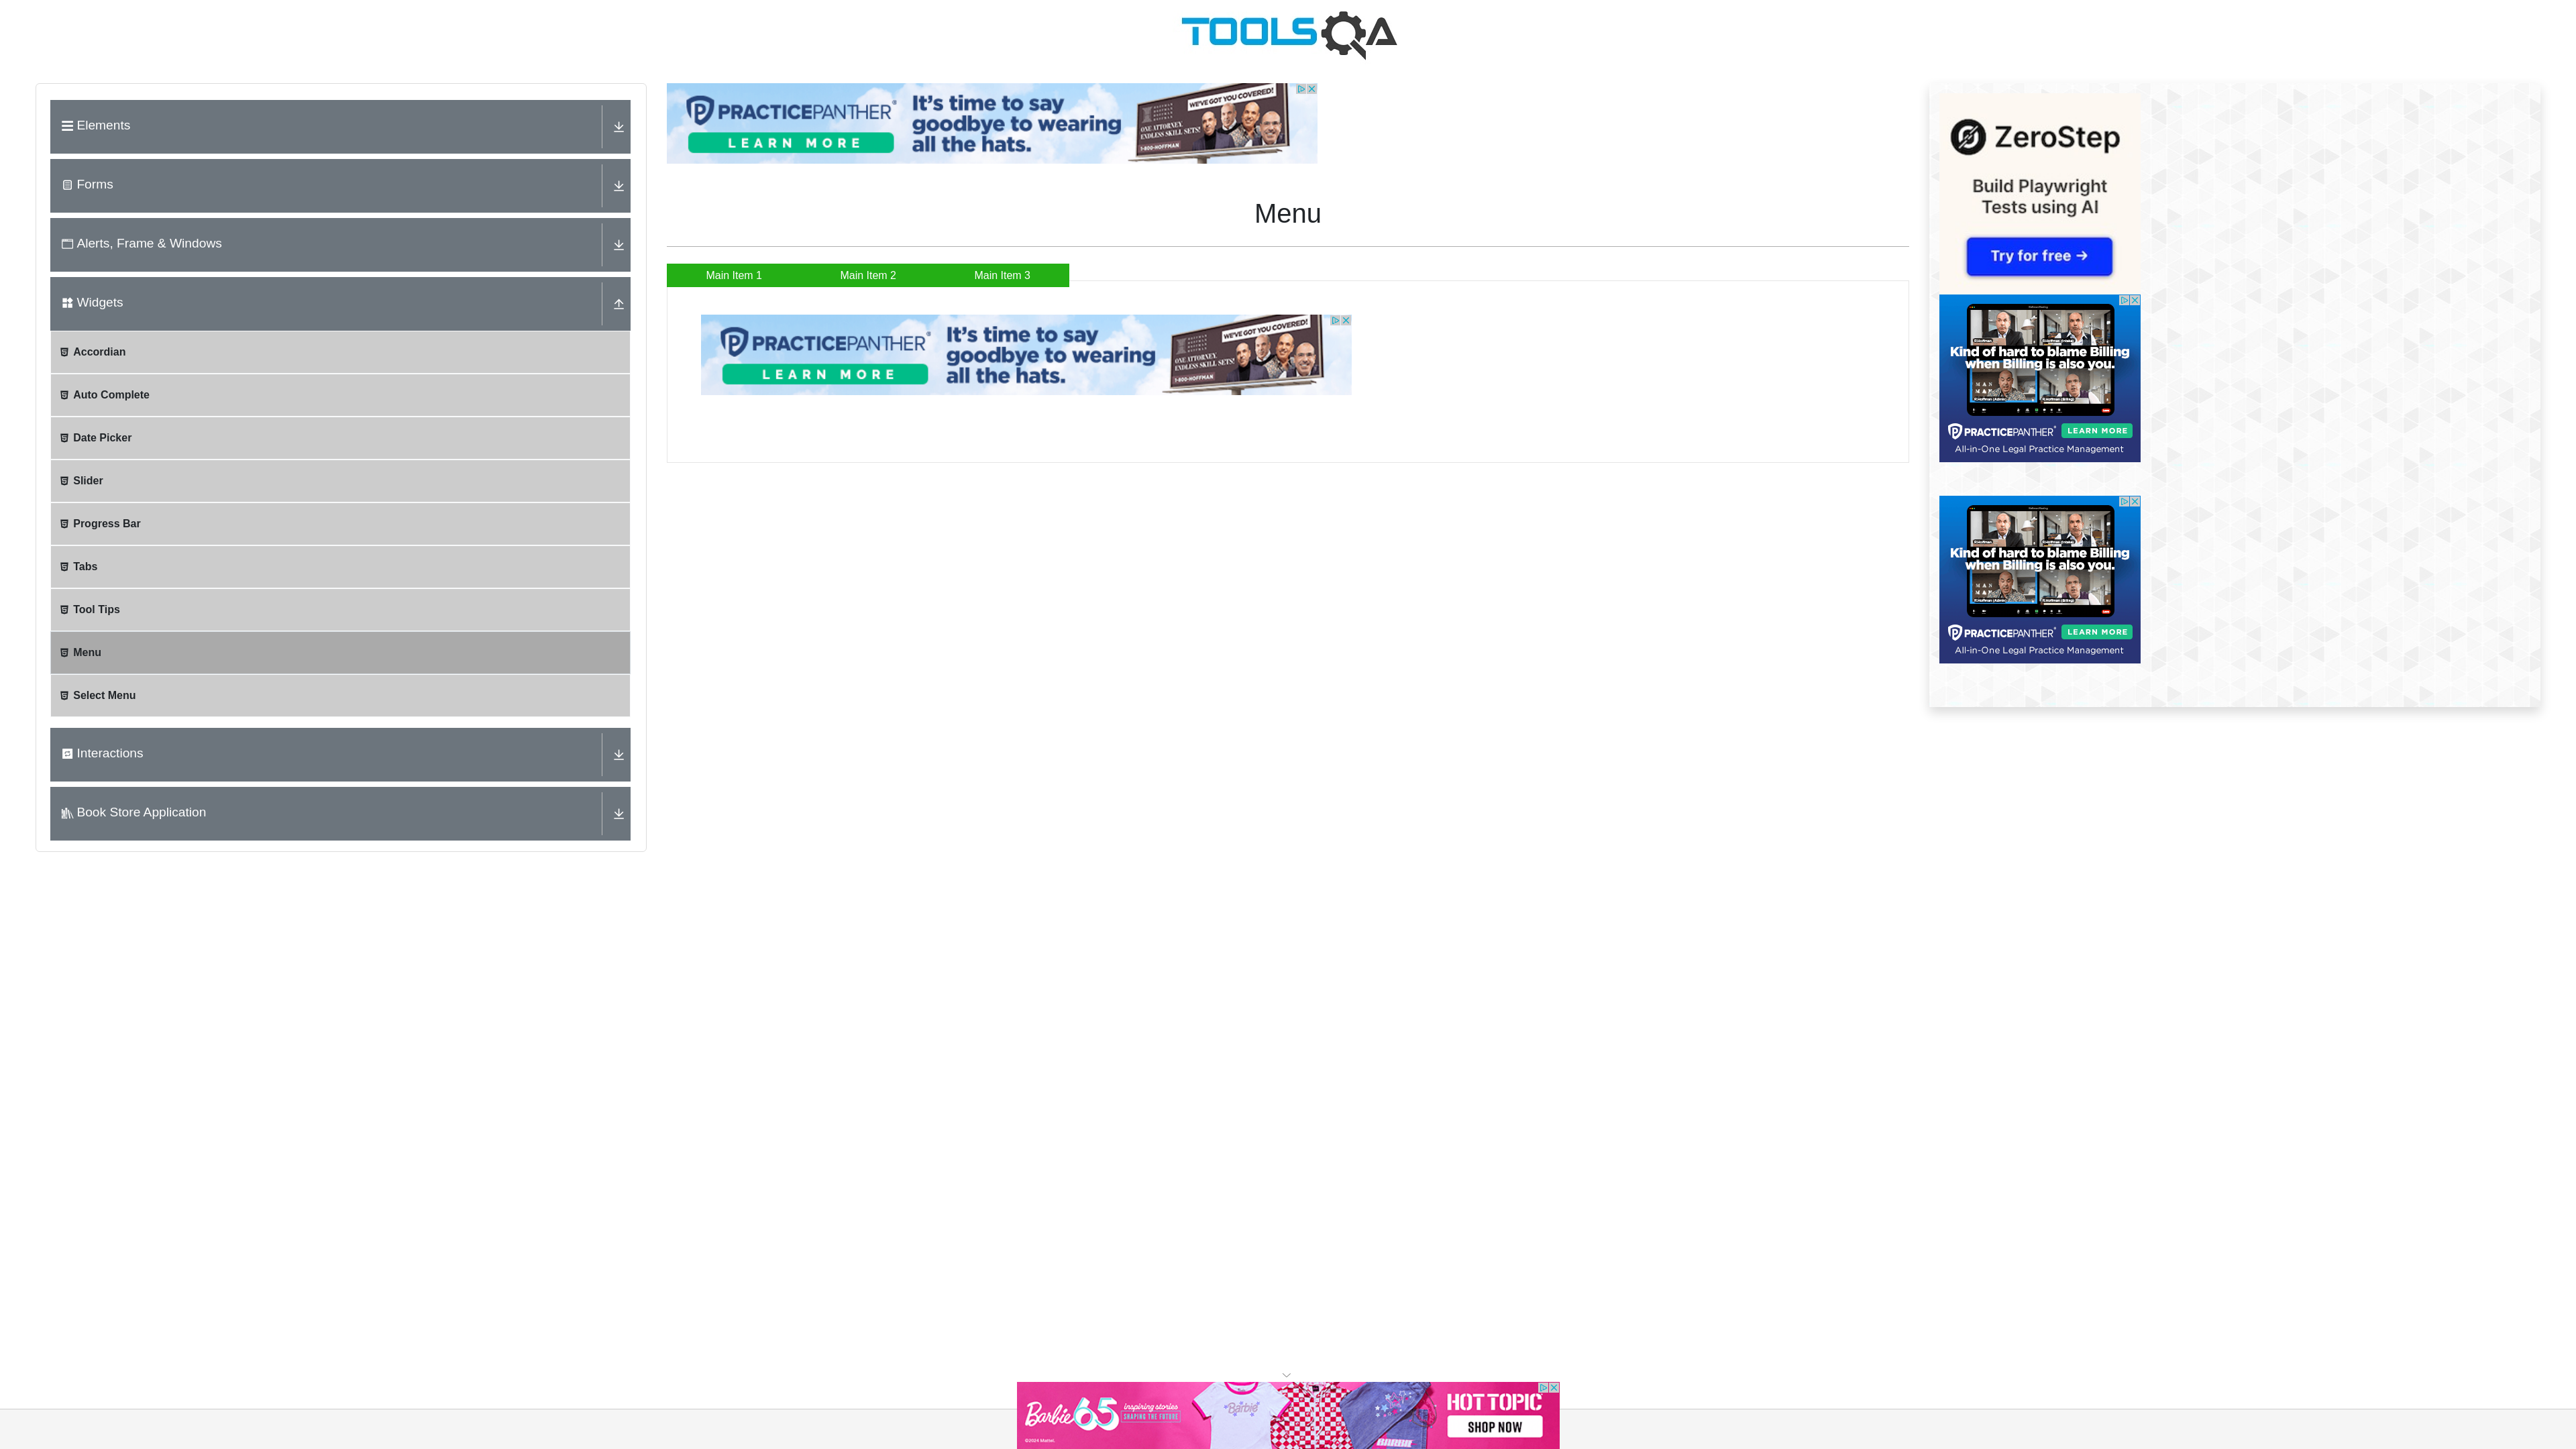 TOOLSQA
Elements
Forms
Alerts, Frame & Windows
Widgets
Accordian
Auto Complete
Date Picker
Slider
Progress Bar
Tabs
Tool Tips
Menu
Select Menu
Interactions
Book Store Application
PRACTICEPANTHER®
LEARN MORE
It's time to say
goodbye to wearing
all the hats.
WE'VE GOT YOU COVERED!
ONE ATTORNEY,
ENDLESS SKILL SETS!
1-800-HOFFMAN
Menu
Main Item 1 Main Item 2 Main Item 3
PRACTICEPANTHER®
LEARN MORE
It's time to say
goodbye to wearing
all the hats.
WE'VE GOT YOU COVERED!
ONE ATTORNEY,
ENDLESS SKILL SETS!
1-800-HOFFMAN
ZeroStep
Build Playwright
Tests using AI
Try for free →
Kind of hard to blame Billing
when Billing is also you.
PRACTICEPANTHER®
LEARN MORE
All-in-One Legal Practice Management
Kind of hard to blame Billing
when Billing is also you.
PRACTICEPANTHER®
LEARN MORE
All-in-One Legal Practice Management
Barbie 65
inspiring stories
SHAPING THE FUTURE
©2024 Mattel.
Barbie
BARBIE
HOT TOPIC
SHOP NOW